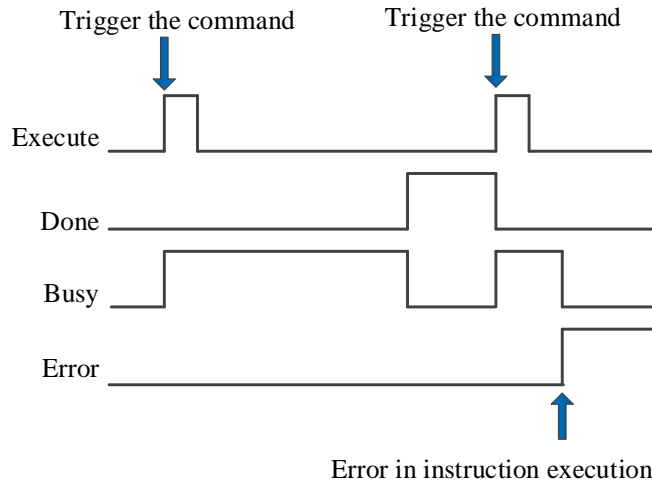 Trigger the command
Trigger the command
Execute
Done
Busy
Error
Error in instruction execution